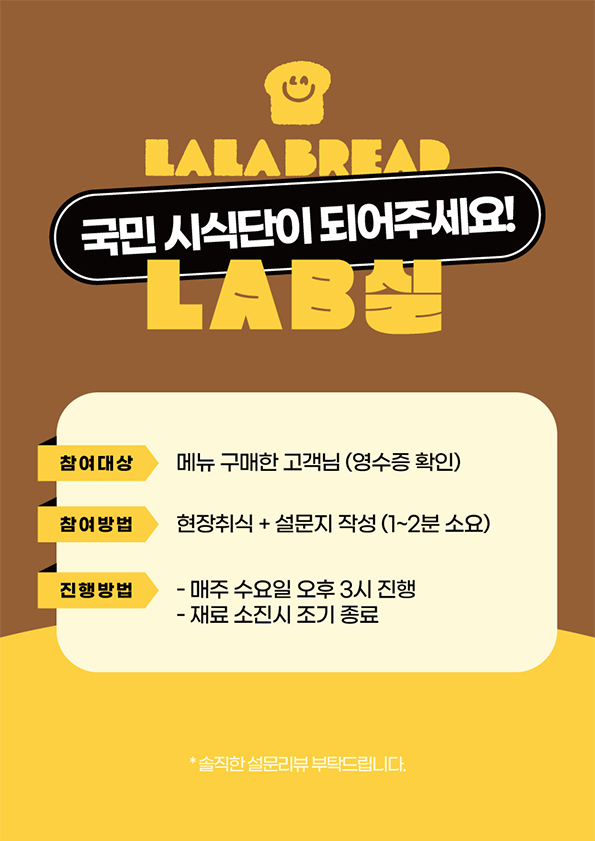 LALABREAD
국민 시식단이 되어주세요!
LAB실
참여대상 메뉴 구매한 고객님 (영수증 확인)
참여방법 현장취식 + 설문지 작성 (1~2분 소요)
진행방법 - 매주 수요일 오후 3시 진행
- 재료 소진시 조기 종료
* 솔직한 설문리뷰 부탁드립니다.